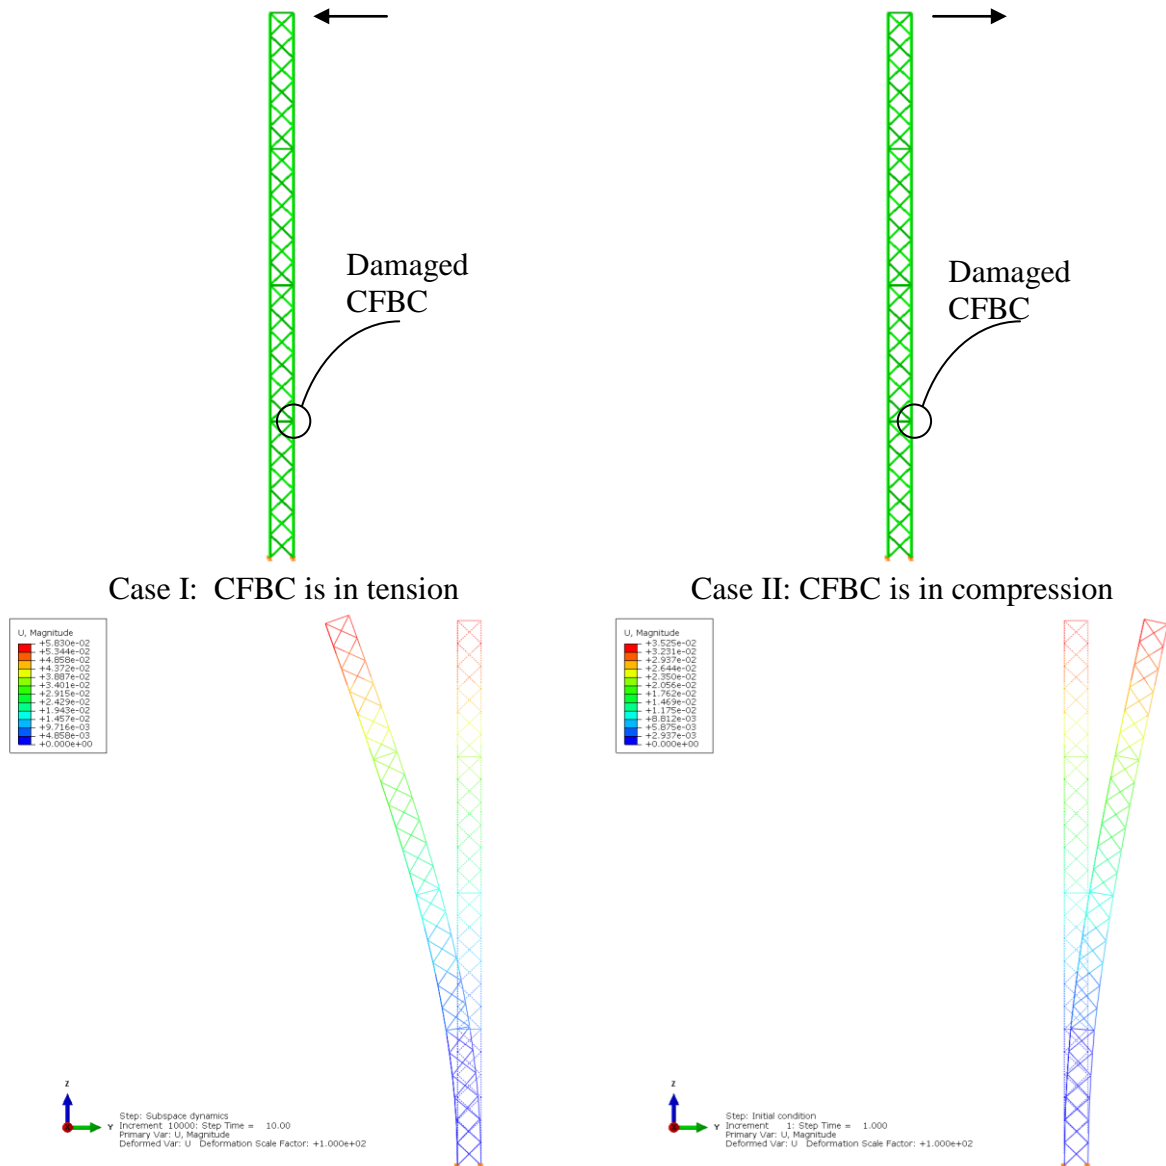 Damaged
CFBC
Damaged
CFBC
Case I:  CFBC is in tension
Case II: CFBC is in compression
U, Magnitude
+5.830e-02
+5.344e-02
+4.858e-02
+4.372e-02
+3.887e-02
+3.401e-02
+2.915e-02
+2.429e-02
+1.943e-02
+1.457e-02
+9.716e-03
+4.858e-03
+0.000e+00
U, Magnitude
+3.525e-02
+3.231e-02
+2.937e-02
+2.644e-02
+2.350e-02
+2.056e-02
+1.762e-02
+1.469e-02
+1.175e-02
+8.812e-03
+5.875e-03
+2.937e-03
+0.000e+00
Z
Y
X
Step: Subspace dynamics
Increment  10000: Step Time =   10.00
Primary Var: U, Magnitude
Deformed Var: U   Deformation Scale Factor: +1.000e+02
Z
Y
X
Step: Initial condition
Increment      1: Step Time =   1.000
Primary Var: U, Magnitude
Deformed Var: U   Deformation Scale Factor: +1.000e+02